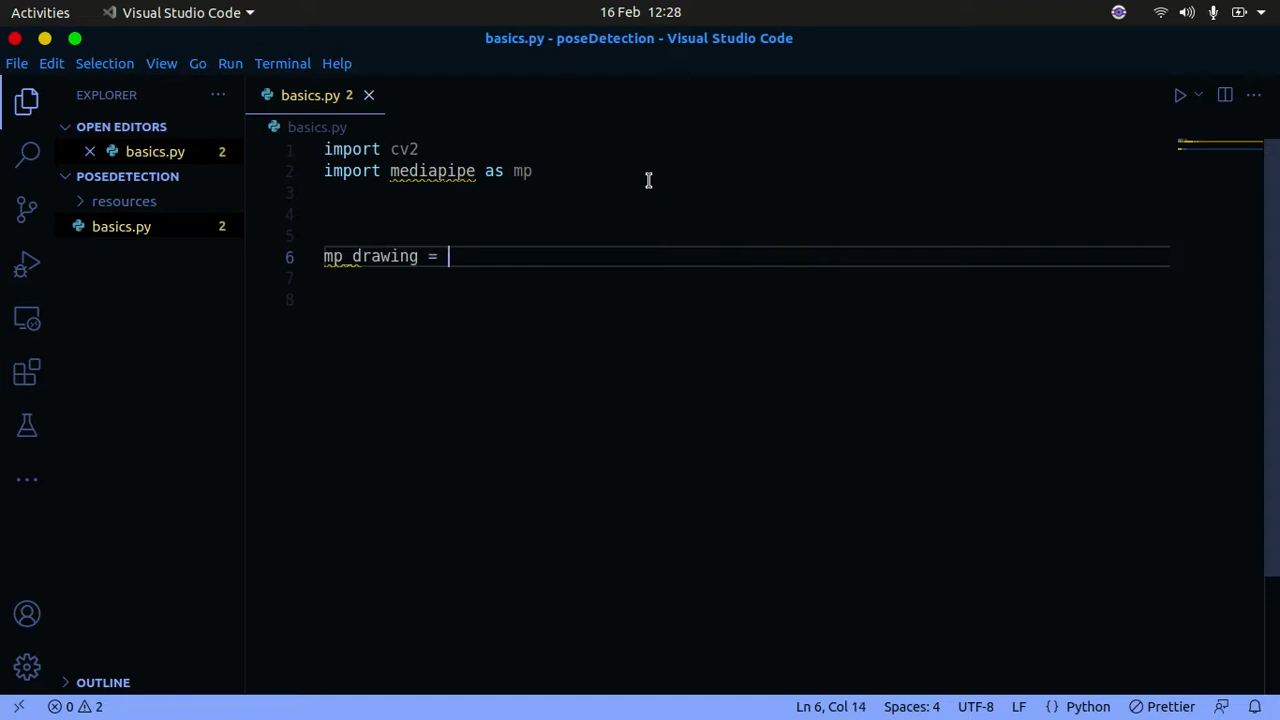 Activities Visual Studio Code 16 Feb 12:28
basics.py - poseDetection - Visual Studio Code
File Edit Selection View Go Run Terminal Help
EXPLORER
OPEN EDITORS
basics.py 2
POSEDETECTION
resources
basics.py 2
basics.py 2
basics.py
1 import cv2
2 import mediapipe as mp
3
4
5
6 mp_drawing =
7
8
OUTLINE
0 2 Ln 6, Col 14 Spaces: 4 UTF-8 LF {} Python Prettier